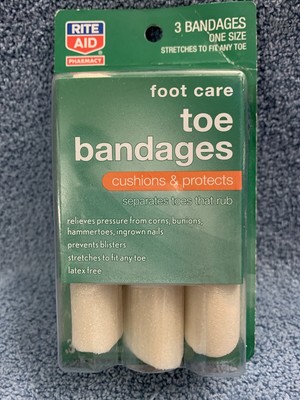 RITE
AID
PHARMACY
3 BANDAGES
ONE SIZE
STRETCHES TO FIT ANY TOE
foot care
toe
bandages
cushions & protects
separates toes that rub
relieves pressure from corns, bunions,
hammertoes, ingrown nails
prevents blisters
stretches to fit any toe
latex free